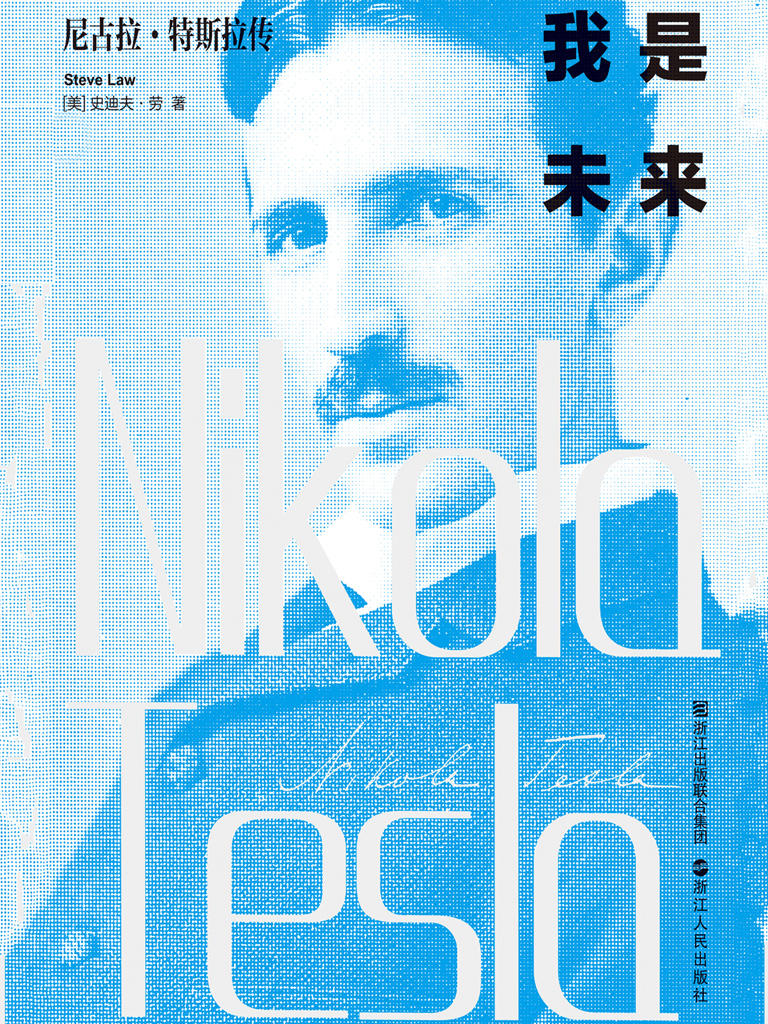 尼古拉·特斯拉传
Steve Law
[美] 史迪夫·劳 著
我是
未来
Nikola
Tesla
Nikola Tesla
浙江出版联合集团
浙江人民出版社